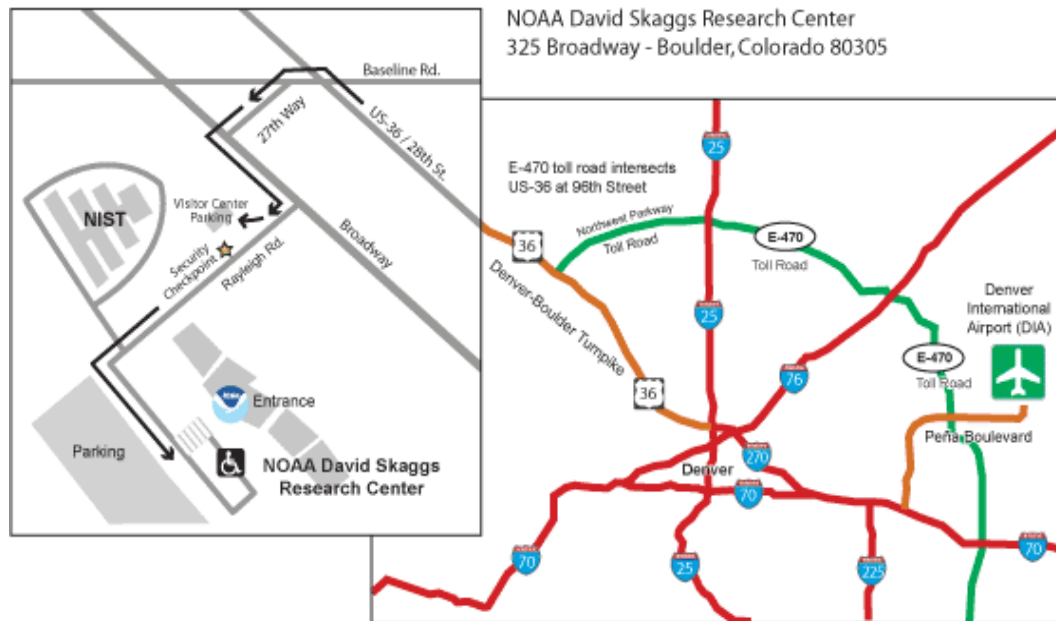 NOAA David Skaggs Research Center
325 Broadway - Boulder, Colorado 80305
Baseline Rd.
27th Way
US-36 / 28th St.
NIST
Visitor Center
Parking
Security
Checkpoint
Rayleigh Rd.
Broadway
Entrance
Parking
NOAA David Skaggs
Research Center
25
E-470 toll road intersects
US-36 at 96th Street
Northwest Parkway
Toll Road
E-470
Toll Road
36
Denver-Boulder Turnpike
25
Denver
International
Airport (DIA)
E-470
Toll Road
76
36
Peña Boulevard
270
Denver
70
70
25
225
70